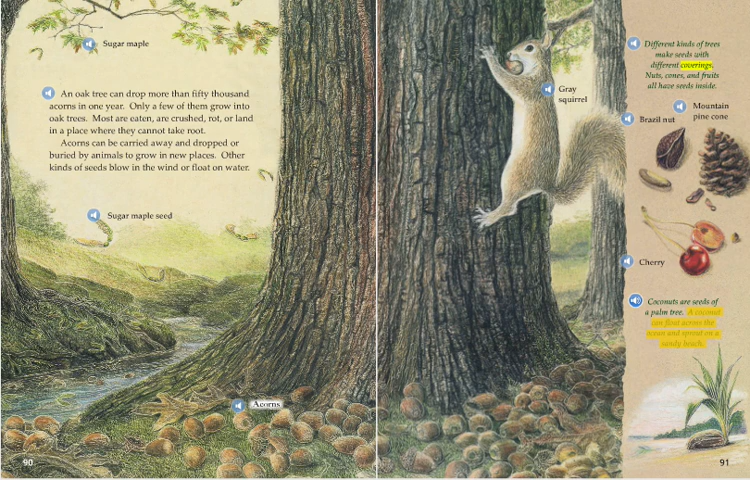 Sugar maple
An oak tree can drop more than fifty thousand
acorns in one year. Only a few of them grow into
oak trees. Most are eaten, are crushed, rot, or land
in a place where they cannot take root.
Acorns can be carried away and dropped or
buried by animals to grow in new places. Other
kinds of seeds blow in the wind or float on water.
Sugar maple seed
Acorns
90
Gray
squirrel
Different kinds of trees
make seeds with
different coverings.
Nuts, cones, and fruits
all have seeds inside.
Mountain
pine cone
Brazil nut
Cherry
Coconuts are seeds of
a palm tree. A coconut
can float across the
ocean and sprout on a
sandy beach.
91